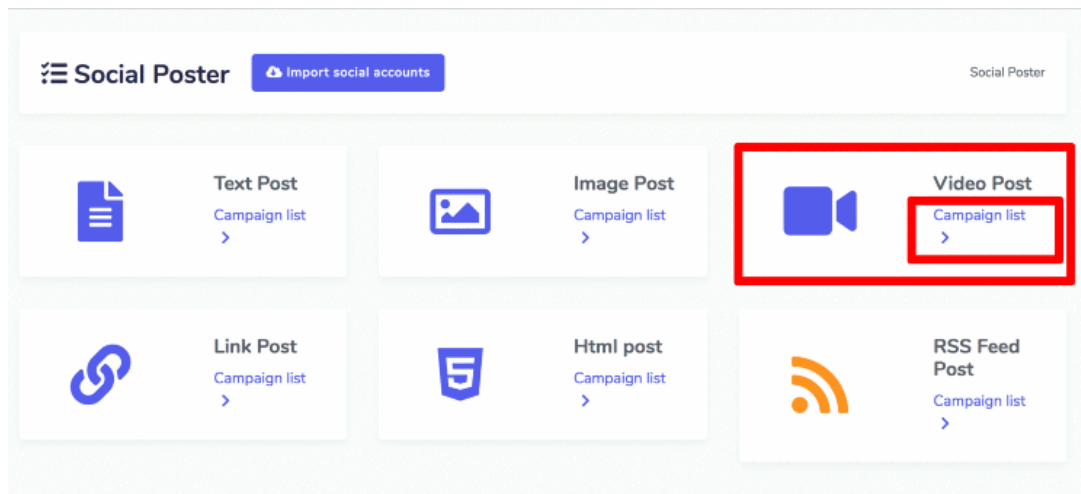 Social Poster
Import social accounts
Social Poster
Text Post
Campaign list
Image Post
Campaign list
Video Post
Campaign list
Link Post
Campaign list
Html post
Campaign list
RSS Feed
Post
Campaign list